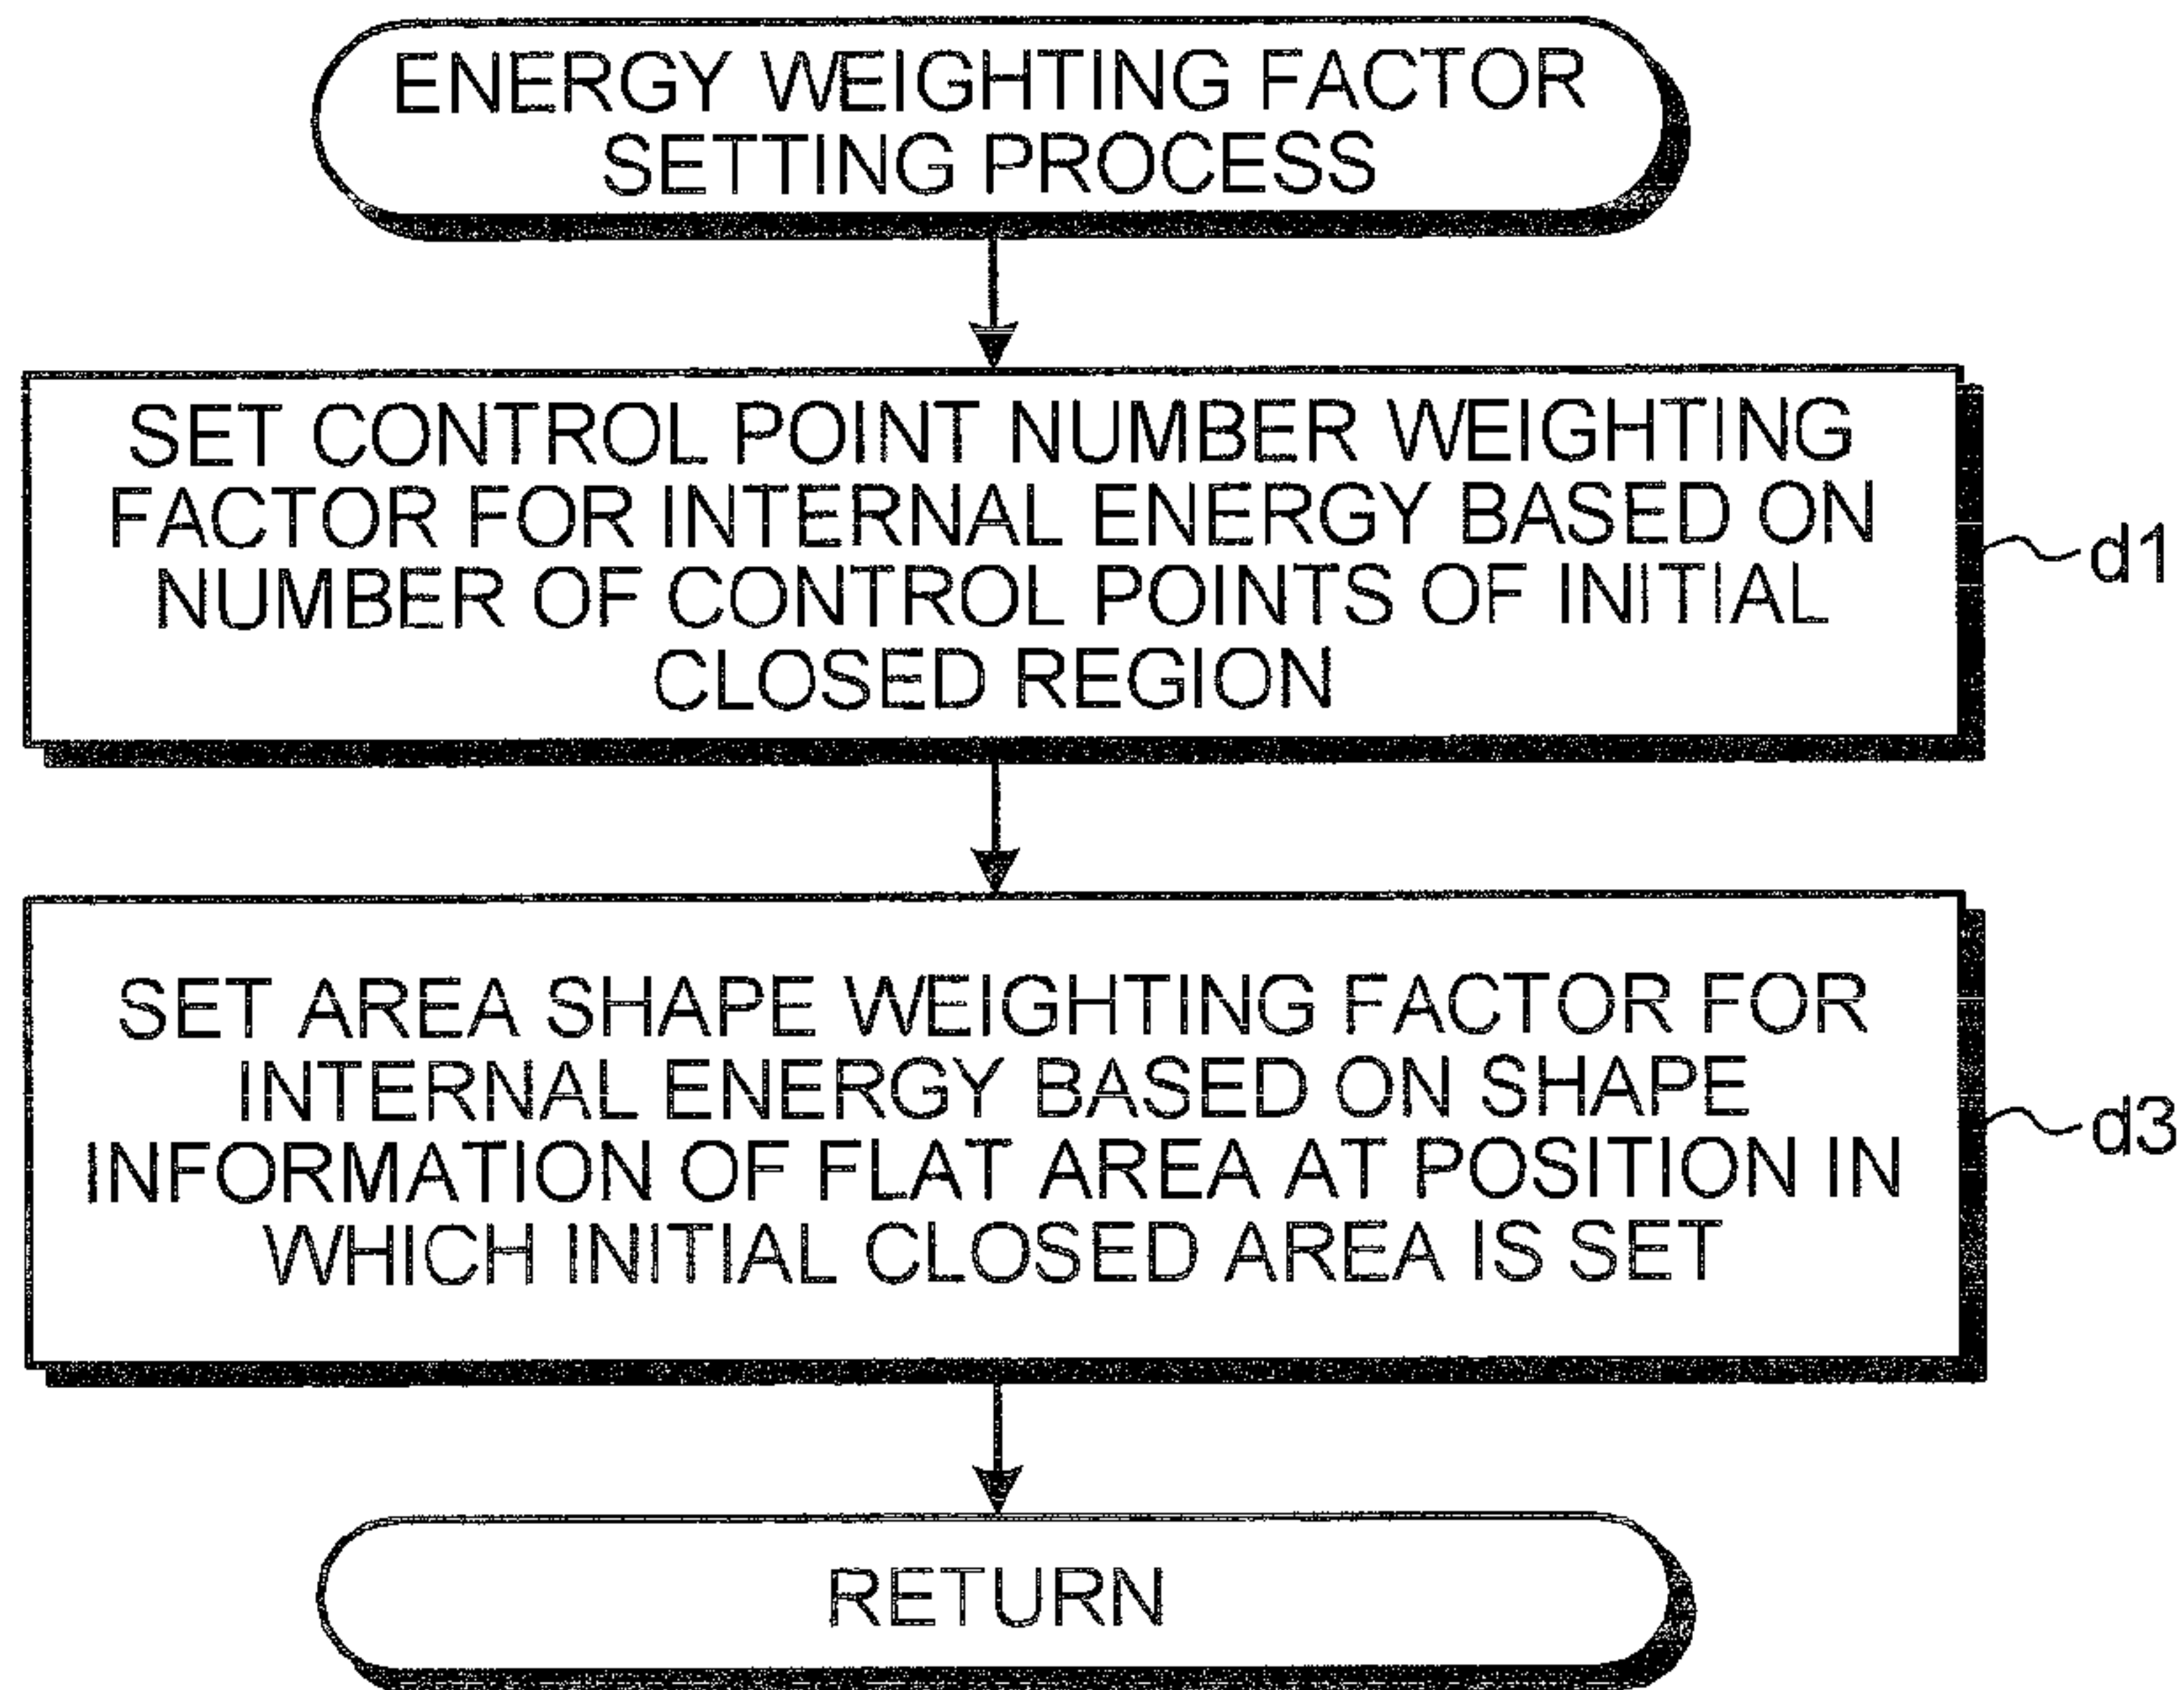 ENERGY WEIGHTING FACTOR
SETTING PROCESS
SET CONTROL POINT NUMBER WEIGHTING
FACTOR FOR INTERNAL ENERGY BASED ON
NUMBER OF CONTROL POINTS OF INITIAL
CLOSED REGION
d1
SET AREA SHAPE WEIGHTING FACTOR FOR
INTERNAL ENERGY BASED ON SHAPE
INFORMATION OF FLAT AREA AT POSITION IN
WHICH INITIAL CLOSED AREA IS SET
d3
RETURN